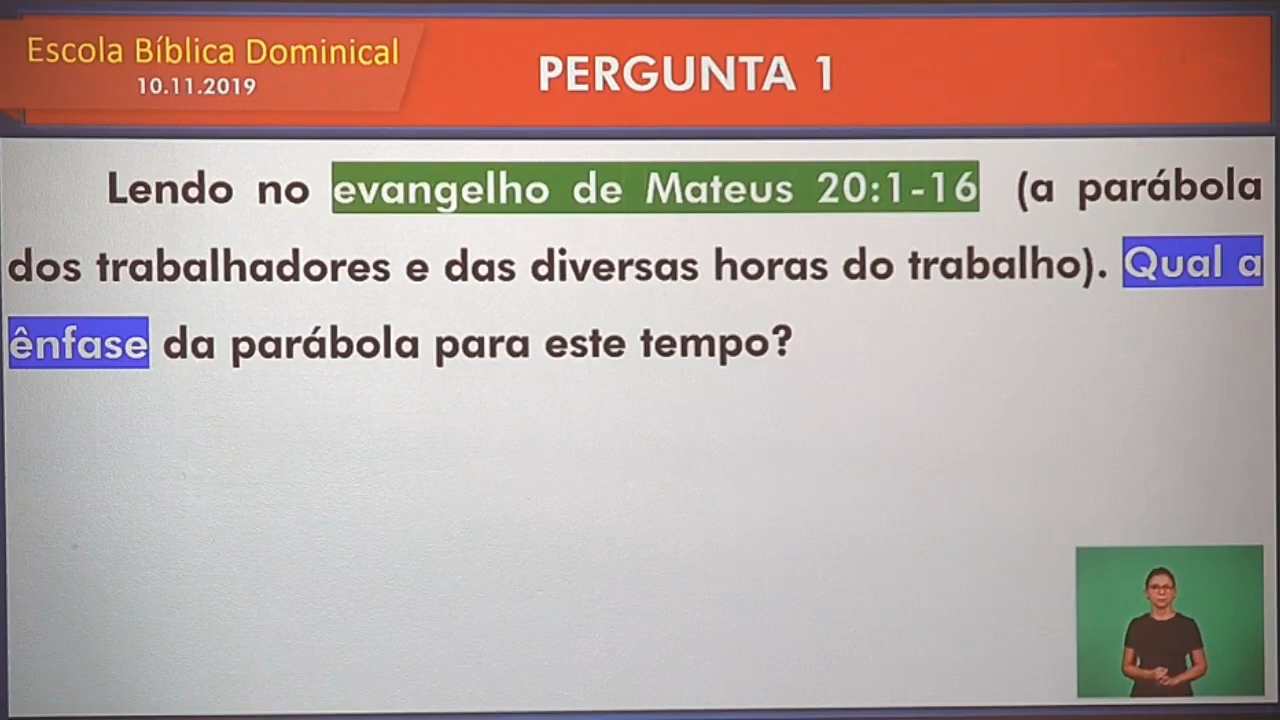 Escola Bíblica Dominical
10.11.2019
PERGUNTA 1
Lendo no evangelho de Mateus 20:1-16 (a parábola
dos trabalhadores e das diversas horas do trabalho). Qual a
ênfase da parábola para este tempo?